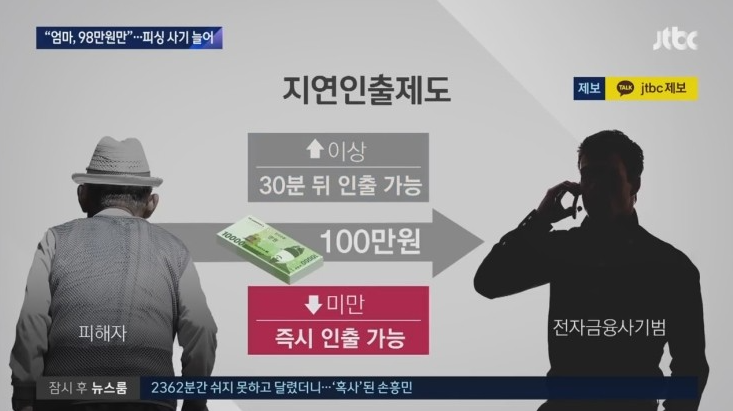 “엄마, 98만원만”…피싱 사기 늘어
jtbc
지연인출제도
제보 TALK jtbc 제보
이상
30분 뒤 인출 가능
10000
100만원
미만
즉시 인출 가능
피해자
전자금융사기범
잠시 후 뉴스룸 2362분간 쉬지 못하고 달렸더니…‘혹사’된 손흥민